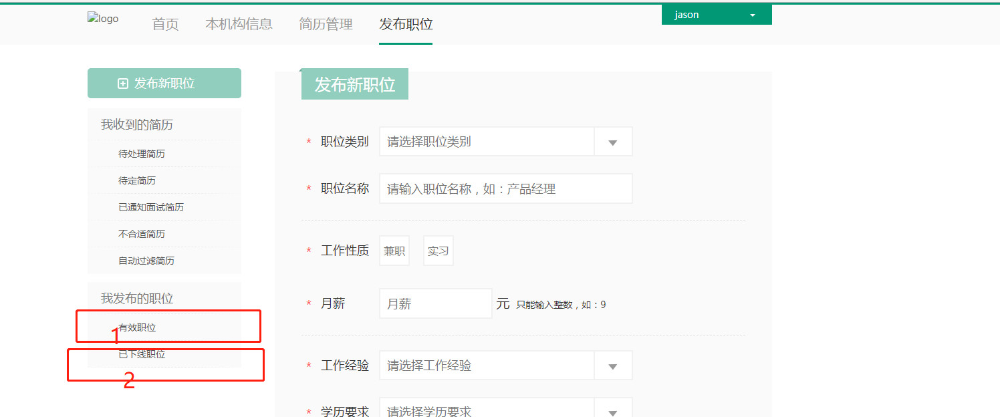 logo
首页 本机构信息 简历管理 发布职位
jason
发布新职位
我收到的简历
待处理简历
待定简历
已通知面试简历
不合适简历
自动过滤简历
我发布的职位
有效职位
1
已下线职位
2
发布新职位
* 职位类别 请选择职位类别
* 职位名称 请输入职位名称，如：产品经理
* 工作性质 兼职 实习
* 月薪 月薪 元 只能输入整数，如：9
* 工作经验 请选择工作经验
* 学历要求 请选择学历要求